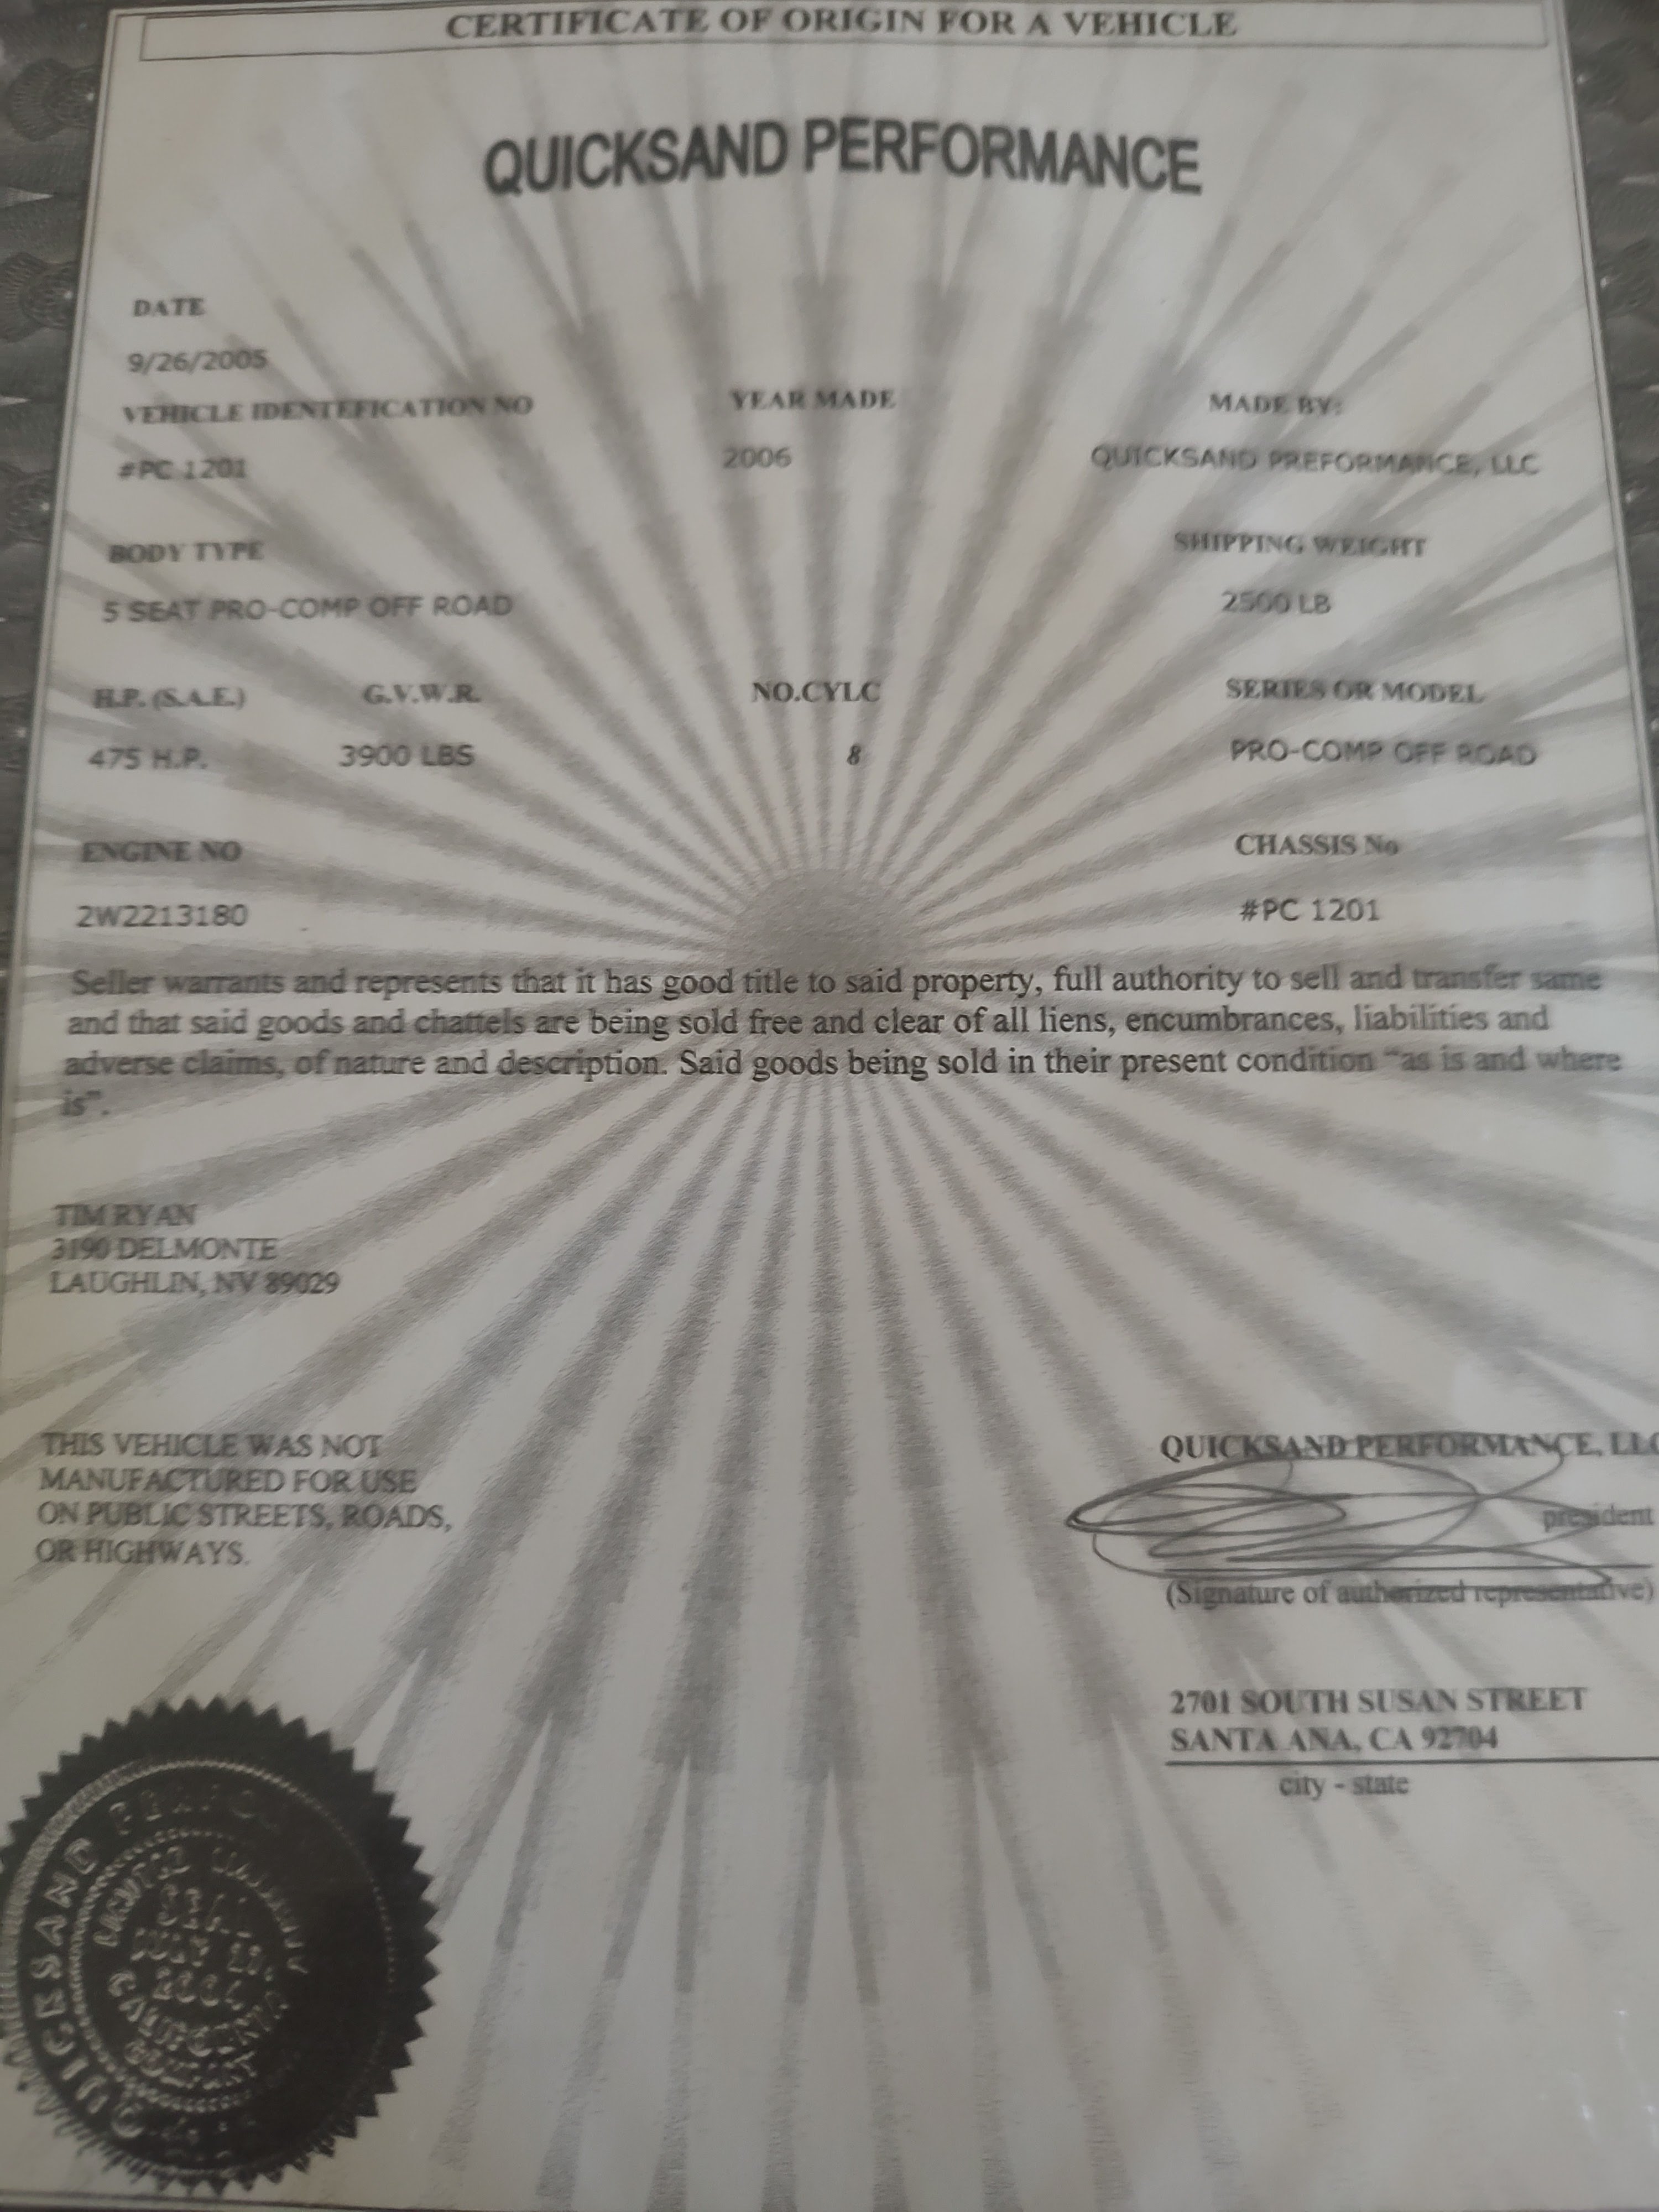 CERTIFICATE OF ORIGIN FOR A VEHICLE
QUICKSAND PERFORMANCE
DATE
9/26/2005
VEHICLE IDENTEFICATION NO YEAR MADE MADE BY:
#PC 1201 2006 QUICKSAND PREFORMANCE, LLC
BODY TYPE SHIPPING WEIGHT
5 SEAT PRO-COMP OFF ROAD 2500 LB
H.P. (S.A.E.) G.V.W.R. NO.CYLC SERIES OR MODEL
475 H.P. 3900 LBS 8 PRO-COMP OFF ROAD
ENGINE NO CHASSIS No
2W2213180 #PC 1201
Seller warrants and represents that it has good title to said property, full authority to sell and transfer same
and that said goods and chattels are being sold free and clear of all liens, encumbrances, liabilities and
adverse claims, of nature and description. Said goods being sold in their present condition "as is and where
is".
TIM RYAN
3190 DELMONTE
LAUGHLIN, NV 89029
THIS VEHICLE WAS NOT
MANUFACTURED FOR USE
ON PUBLIC STREETS, ROADS,
OR HIGHWAYS.
QUICKSAND PERFORMANCE, LLC
president
(Signature of authorized representative)
2701 SOUTH SUSAN STREET
SANTA ANA, CA 92704
city - state
LIMITED LIABILITY
SEAL
CALIFORNIA
COMPANY